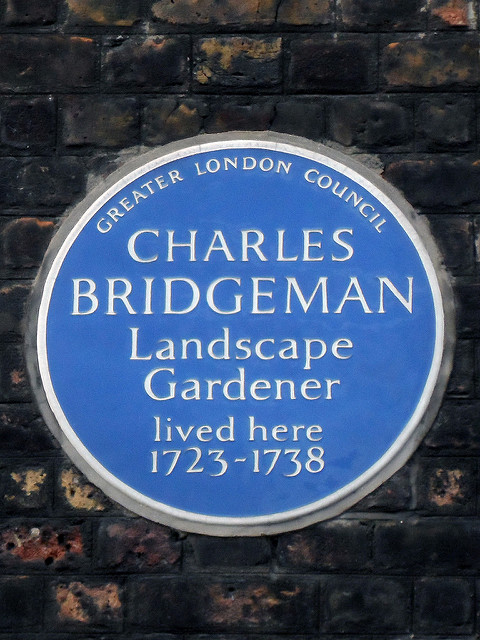 GREATER LONDON COUNCIL
CHARLES
BRIDGEMAN
Landscape
Gardener
lived here
1723-1738